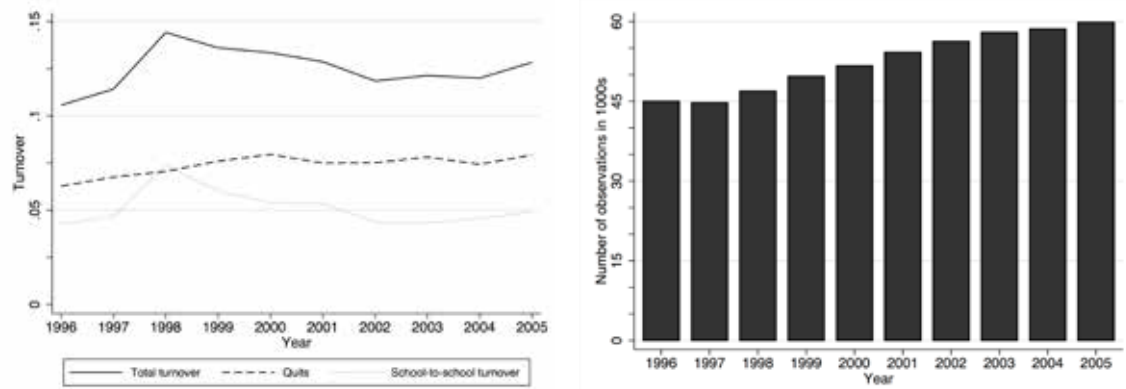 Turnover
0 .05 .1 .15
1996 1997 1998 1999 2000 2001 2002 2003 2004 2005
Year
Total turnover Quits School-to-school turnover
Number of observations in 1000s
0 15 30 45 60
1996 1997 1998 1999 2000 2001 2002 2003 2004 2005
Year